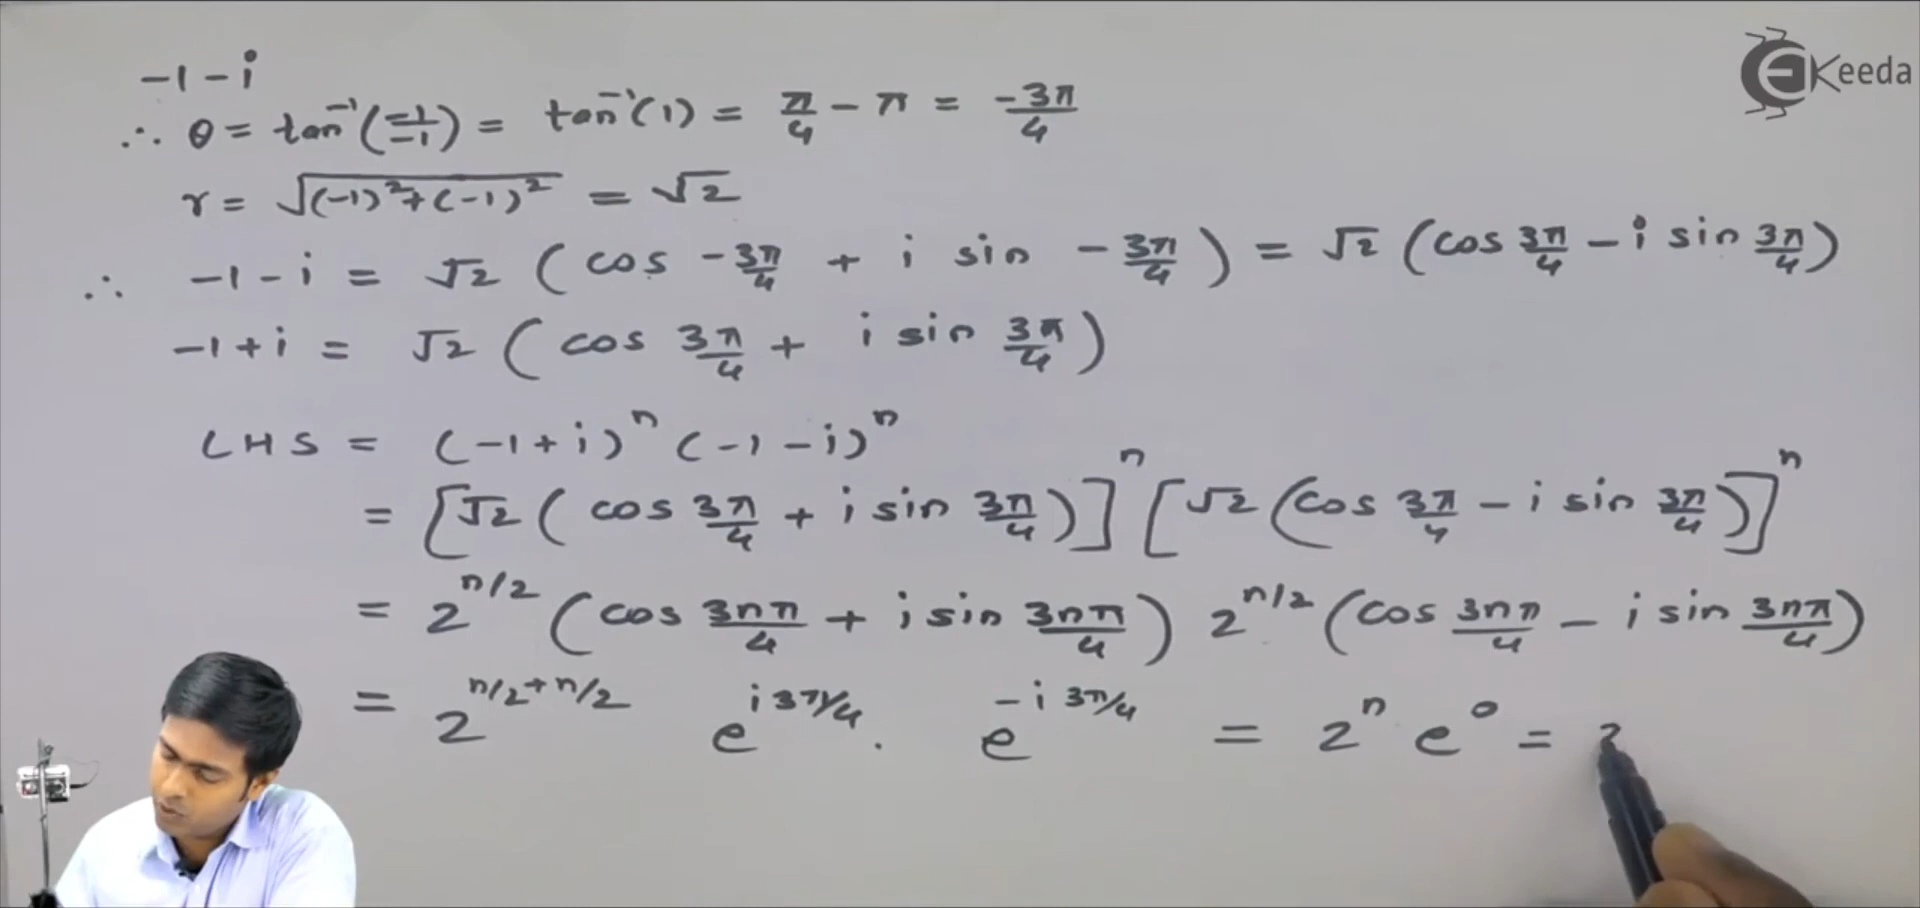 EKeeda
-1-i
∴ θ = tan⁻¹(-1/-1) = tan⁻¹(1) = π/4 - π = -3π/4
r = √((-1)²+(-1)²) = √2
∴ -1-i = √2 (cos -3π/4 + i sin -3π/4) = √2 (cos 3π/4 - i sin 3π/4)
-1+i = √2 (cos 3π/4 + i sin 3π/4)
LHS = (-1+i)ⁿ (-1-i)ⁿ
= [√2 (cos 3π/4 + i sin 3π/4)]ⁿ [√2 (cos 3π/4 - i sin 3π/4)]ⁿ
= 2^(n/2) (cos 3nπ/4 + i sin 3nπ/4) 2^(n/2) (cos 3nπ/4 - i sin 3nπ/4)
= 2^(n/2+n/2) e^(i3π/4) . e^(-i3π/4) = 2ⁿ e⁰ = 2